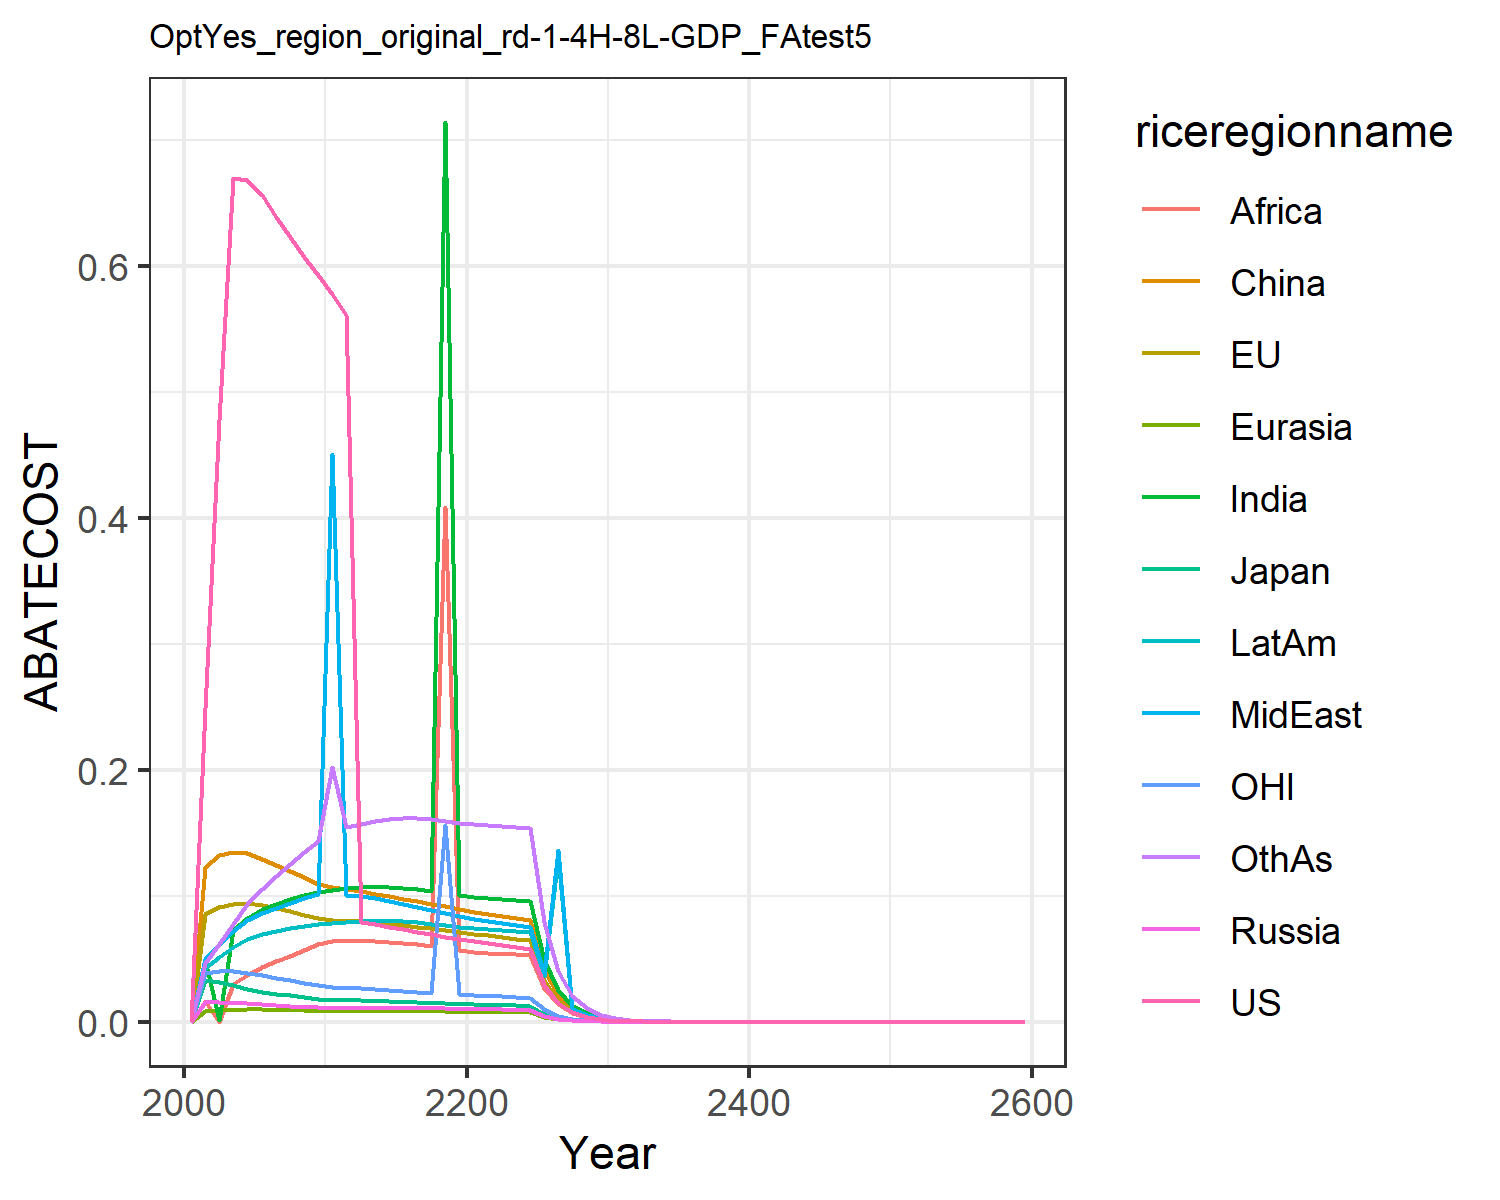 OptYes_region_original_rd-1-4H-8L-GDP_FAtest5
ABATECOST
0.6
0.4
0.2
0.0
2000
2200
2400
2600
Year
riceregionname
Africa
China
EU
Eurasia
India
Japan
LatAm
MidEast
OHI
OthAs
Russia
US